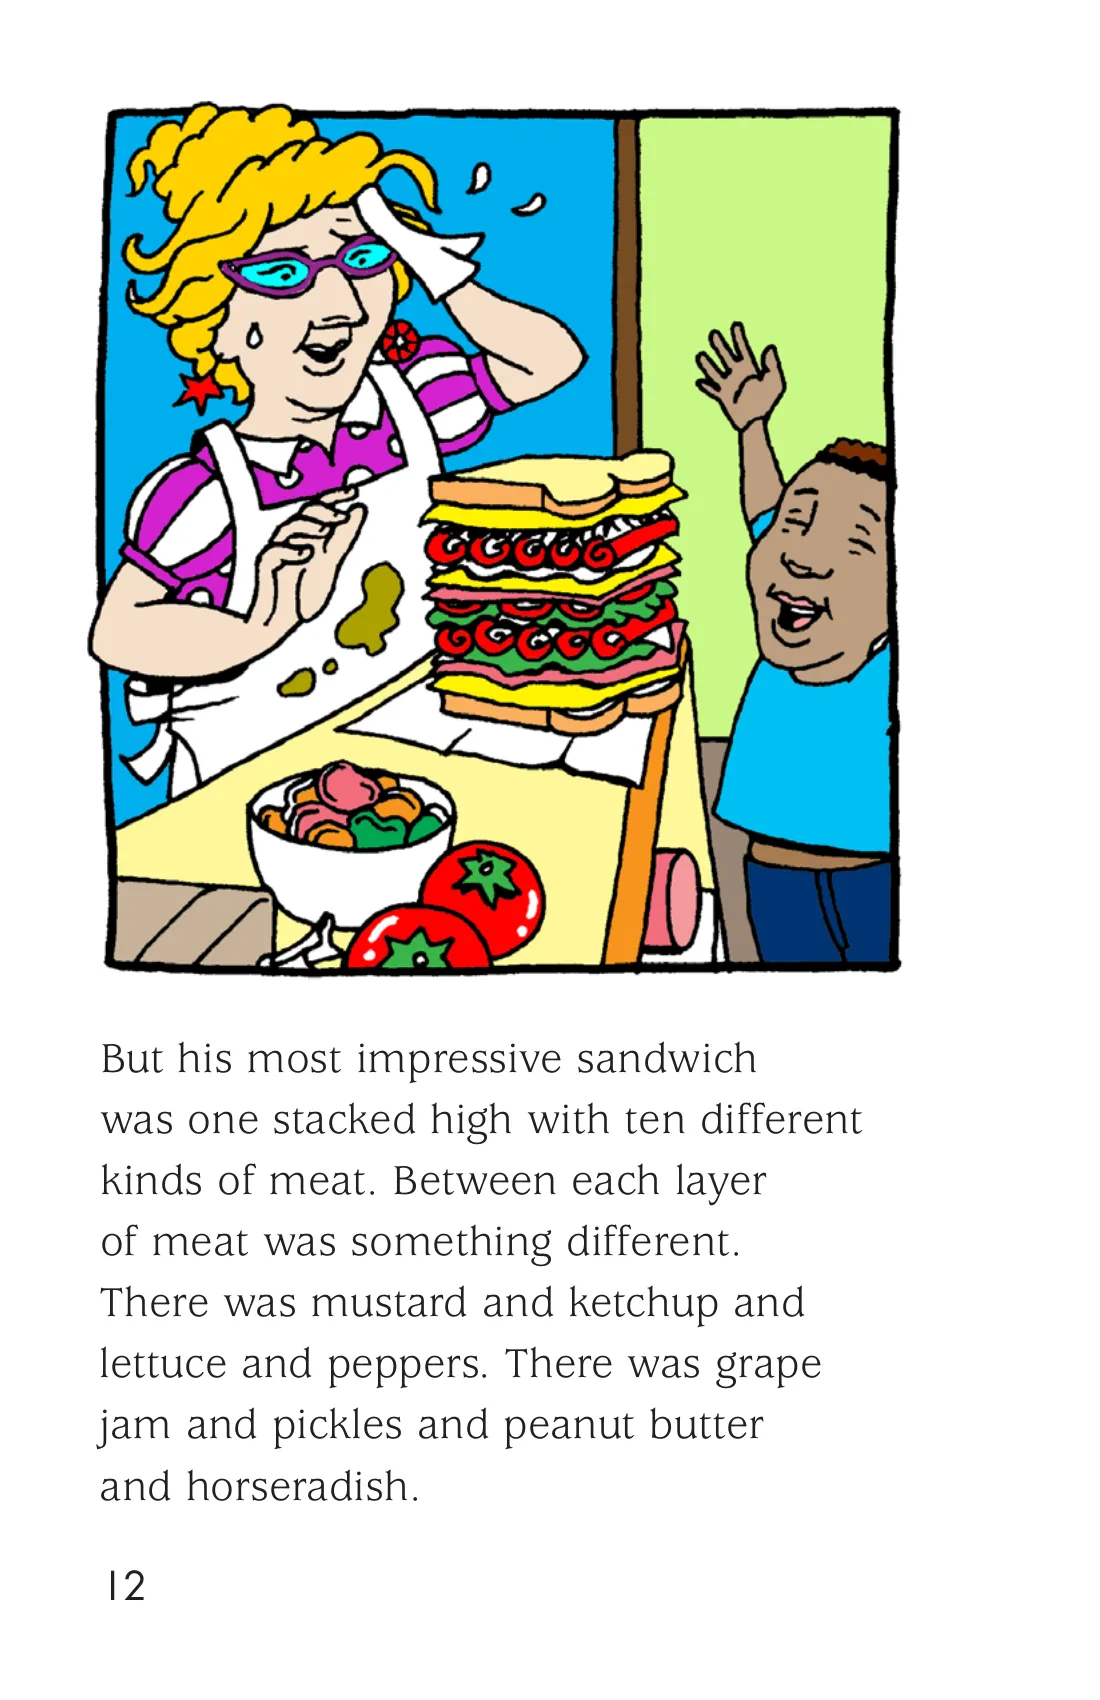 But his most impressive sandwich
was one stacked high with ten different
kinds of meat. Between each layer
of meat was something different.
There was mustard and ketchup and
lettuce and peppers. There was grape
jam and pickles and peanut butter
and horseradish.
12